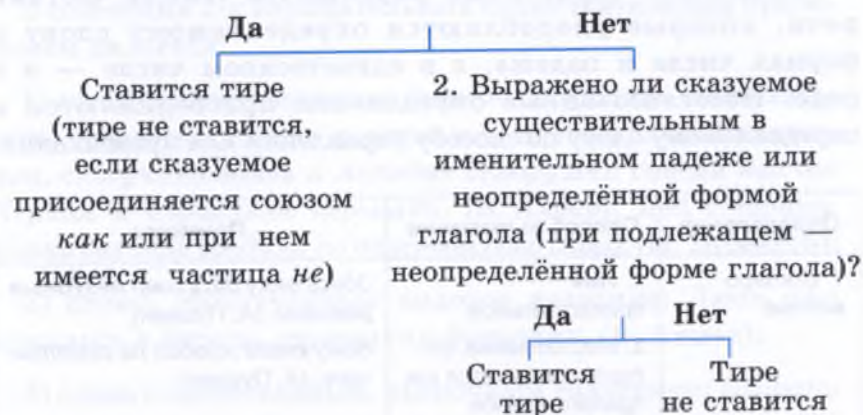 Да Нет
Ставится тире
(тире не ставится,
если сказуемое
присоединяется союзом
как или при нем
имеется частица не)
2. Выражено ли сказуемое
существительным в
именительном падеже или
неопределённой формой
глагола (при подлежащем —
неопределённой форме глагола)?
Да Нет
Ставится
тире
Тире
не ставится